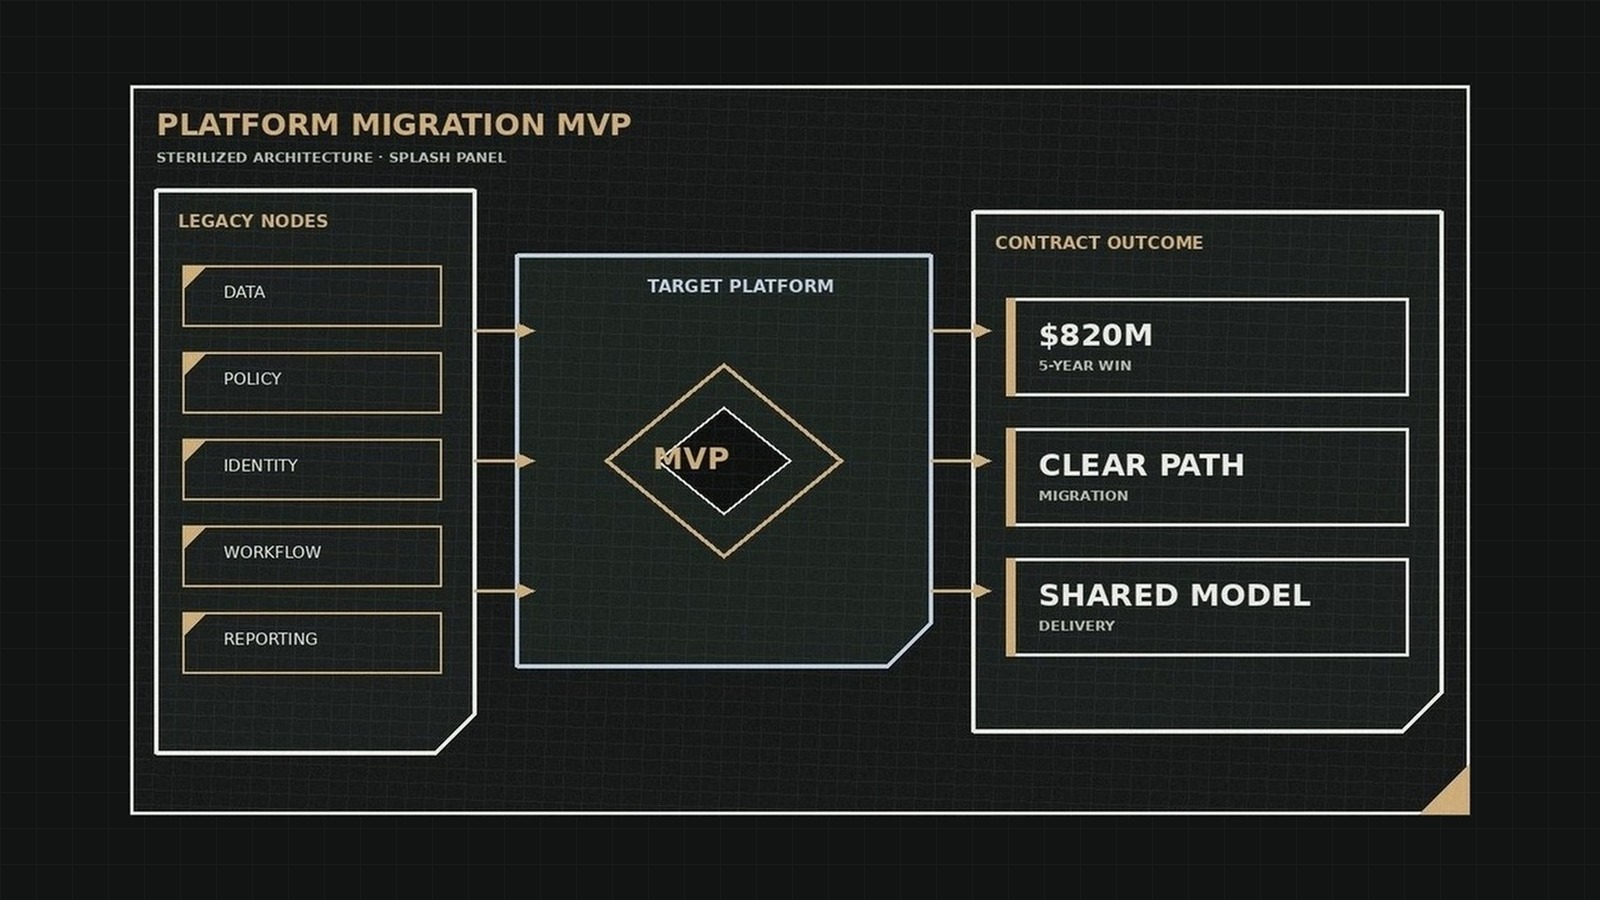 PLATFORM MIGRATION MVP
STERILIZED ARCHITECTURE · SPLASH PANEL
LEGACY NODES
DATA
POLICY
IDENTITY
WORKFLOW
REPORTING
TARGET PLATFORM
MVP
CONTRACT OUTCOME
$820M
5-YEAR WIN
CLEAR PATH
MIGRATION
SHARED MODEL
DELIVERY